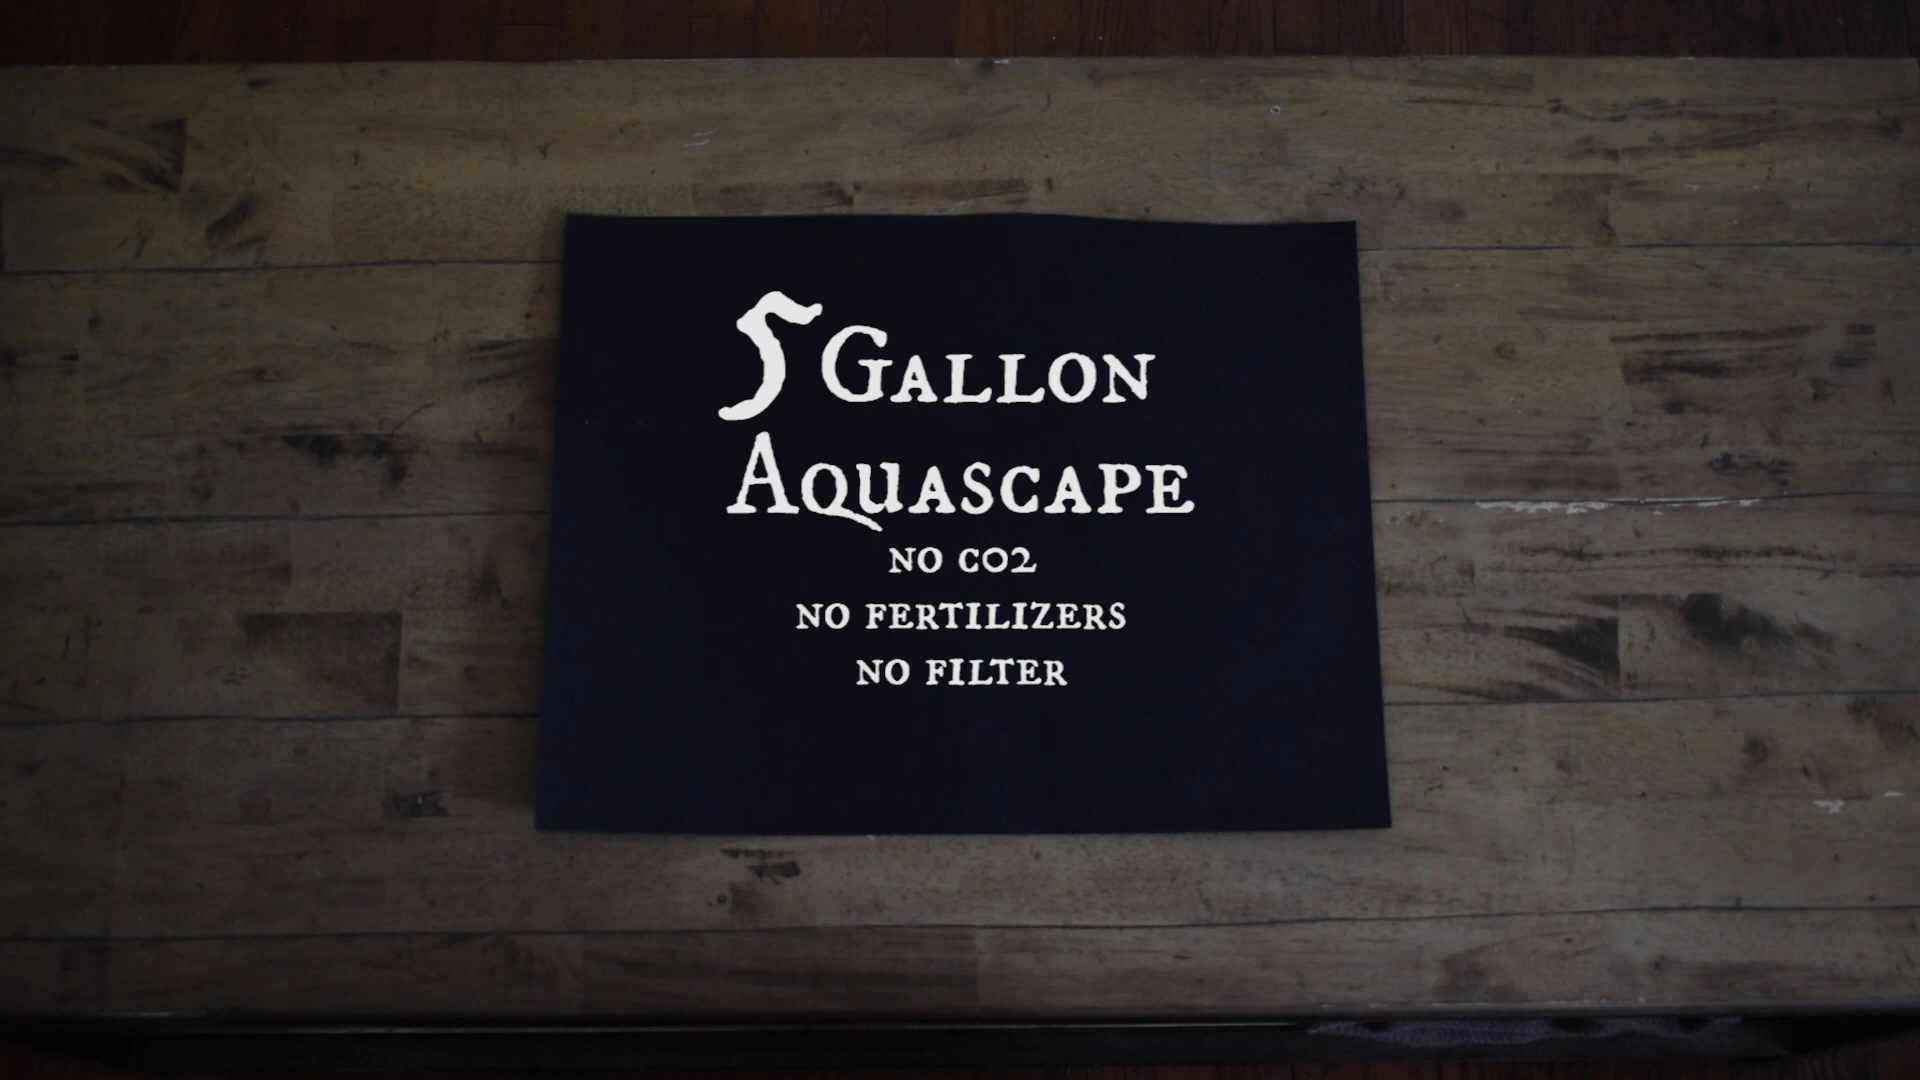 5 Gallon
Aquascape
no co2
no fertilizers
no filter